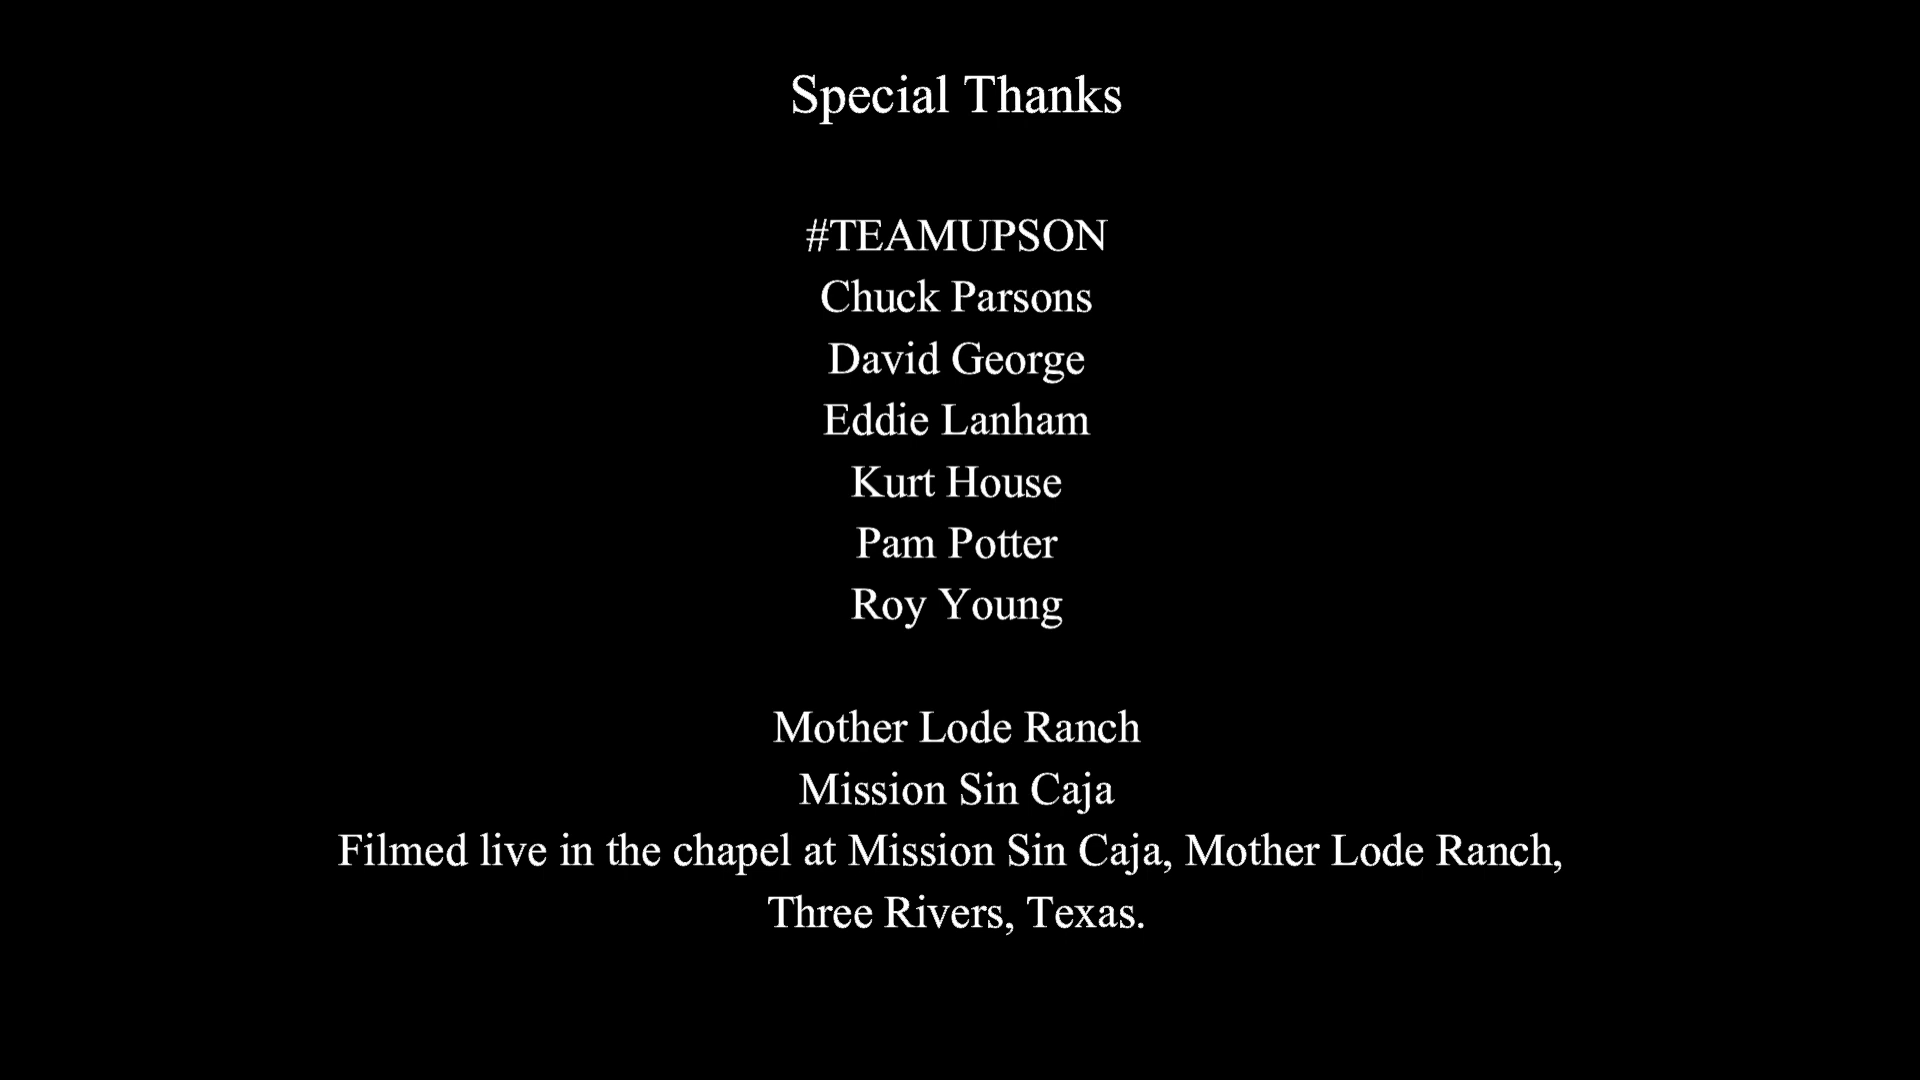 Special Thanks
#TEAMUPSON
Chuck Parsons
David George
Eddie Lanham
Kurt House
Pam Potter
Roy Young
Mother Lode Ranch
Mission Sin Caja
Filmed live in the chapel at Mission Sin Caja, Mother Lode Ranch,
Three Rivers, Texas.